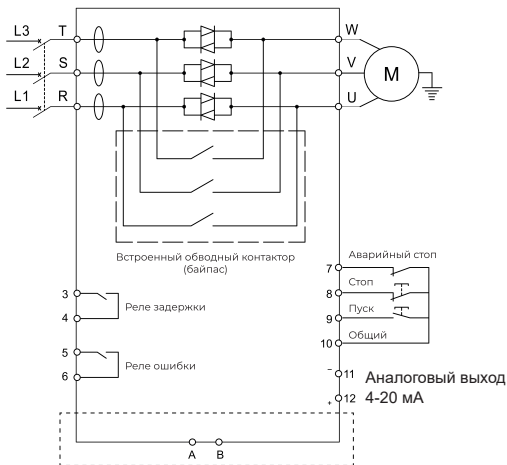 L3 T W
L2 S V
M
L1 R U
Встроенный обводный контактор
(байпас)
Аварийный стоп
7
Стоп
8
Пуск
9
Общий
10
3
Реле задержки
4
5
Реле ошибки
6
− 11
Аналоговый выход
+ 12
4-20 мА
A B